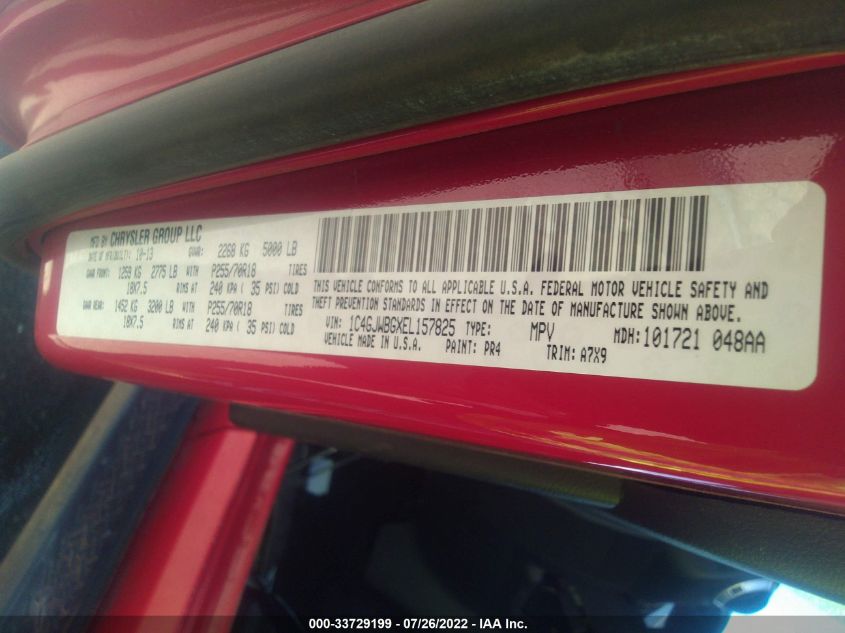 MFD BY CHRYSLER GROUP LLC
DATE OF MFR(BUILT): 10-13 GVWR: 2268 KG 5000 LB
GAWR FRONT: 1259 KG 2775 LB WITH P255/70R18 TIRES
18X7.5 RIMS AT 240 KPA ( 35 PSI) COLD
GAWR REAR: 1452 KG 3200 LB WITH P255/70R18 TIRES
18X7.5 RIMS AT 240 KPA ( 35 PSI) COLD
THIS VEHICLE CONFORMS TO ALL APPLICABLE U.S.A. FEDERAL MOTOR VEHICLE SAFETY AND
THEFT PREVENTION STANDARDS IN EFFECT ON THE DATE OF MANUFACTURE SHOWN ABOVE.
VIN: 1C4GJWBGXEL157825 TYPE: MPV MDH: 101721 048AA
VEHICLE MADE IN U.S.A. PAINT: PR4 TRIM: A7X9
000-33729199 - 07/26/2022 - IAA Inc.